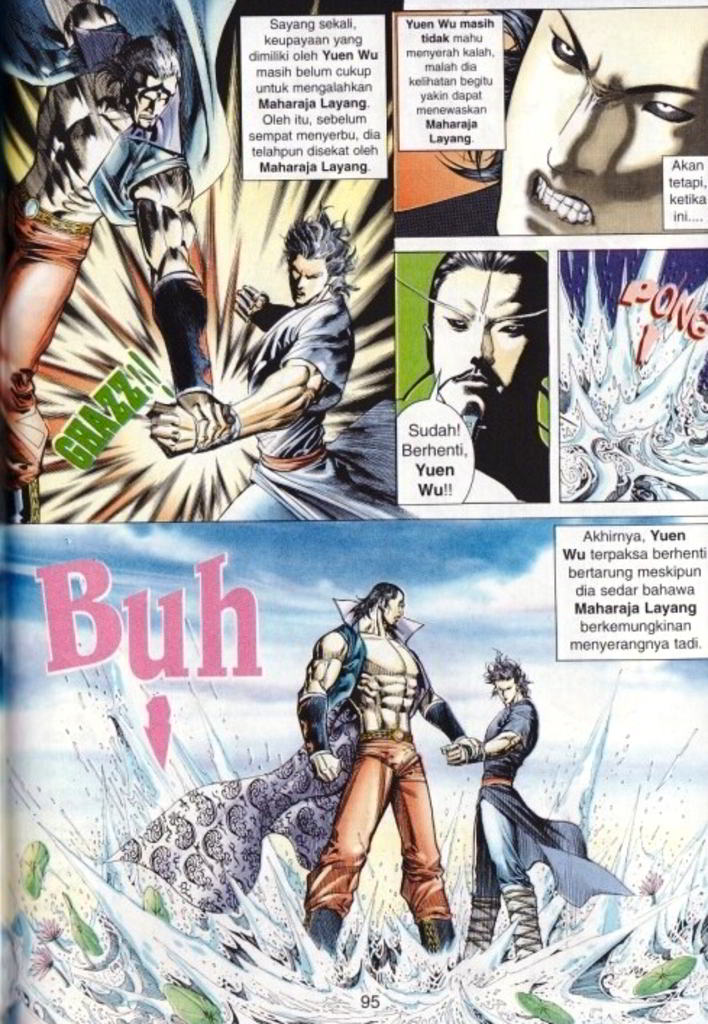 Sayang sekali,
keupayaan yang
dimiliki oleh Yuen Wu
masih belum cukup
untuk mengalahkan
Maharaja Layang.
Oleh itu, sebelum
sempat menyerbu, dia
telahpun disekat oleh
Maharaja Layang.
Yuen Wu masih
tidak mahu
menyerah kalah,
malah dia
kelihatan begitu
yakin dapat
menewaskan
Maharaja
Layang.
Akan
tetapi,
ketika
ini....
GRAZZ!!!
Sudah!
Berhenti,
Yuen
Wu!!
PONG
Buh
Akhirnya, Yuen
Wu terpaksa berhenti
bertarung meskipun
dia sedar bahawa
Maharaja Layang
berkemungkinan
menyerangnya tadi.
95